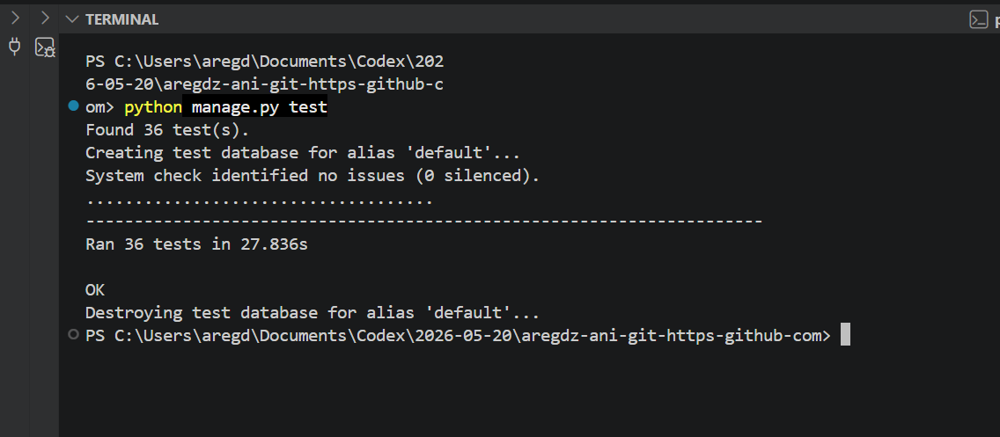 TERMINAL
PS C:\Users\aregd\Documents\Codex\202
6-05-20\aregdz-ani-git-https-github-c
om> python manage.py test
Found 36 test(s).
Creating test database for alias 'default'...
System check identified no issues (0 silenced).
....................................
----------------------------------------------------------------------
Ran 36 tests in 27.836s
OK
Destroying test database for alias 'default'...
PS C:\Users\aregd\Documents\Codex\2026-05-20\aregdz-ani-git-https-github-com>